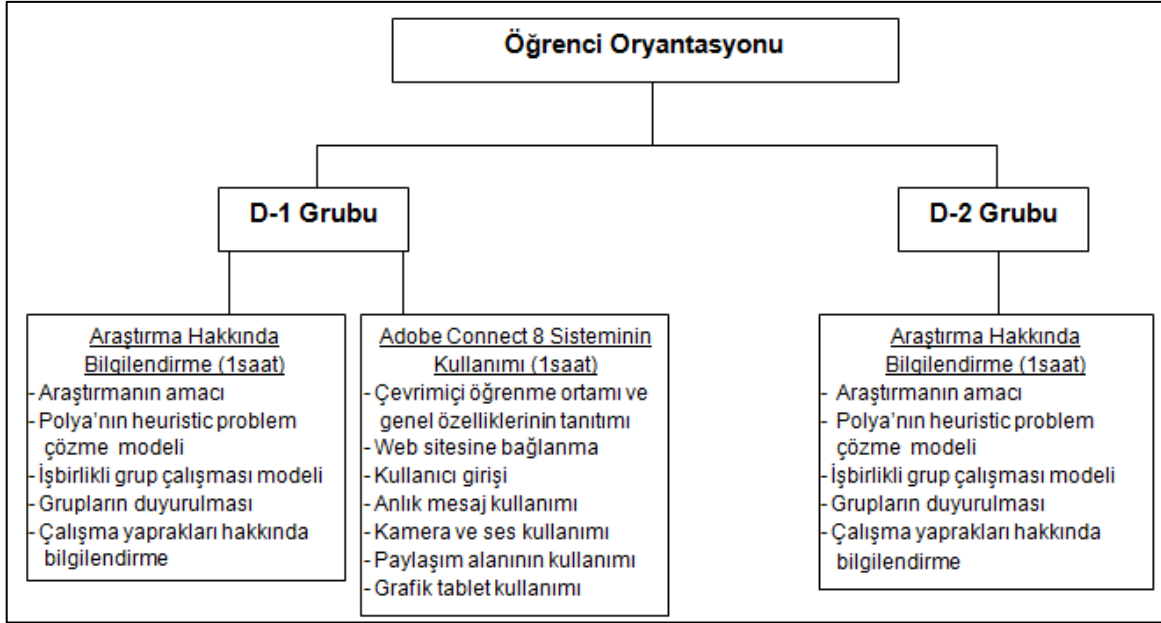 Öğrenci Oryantasyonu
D-1 Grubu
D-2 Grubu
Araştırma Hakkında
Bilgilendirme (1saat)
- Araştırmanın amacı
- Polya’nın heuristic problem
çözme modeli
- İşbirlikli grup çalışması modeli
- Grupların duyurulması
- Çalışma yaprakları hakkında
bilgilendirme
Adobe Connect 8 Sisteminin
Kullanımı (1saat)
- Çevrimiçi öğrenme ortamı ve
genel özelliklerinin tanıtımı
- Web sitesine bağlanma
- Kullanıcı girişi
- Anlık mesaj kullanımı
- Kamera ve ses kullanımı
- Paylaşım alanının kullanımı
- Grafik tablet kullanımı
Araştırma Hakkında
Bilgilendirme (1saat)
- Araştırmanın amacı
- Polya’nın heuristic problem
çözme modeli
- İşbirlikli grup çalışması modeli
- Grupların duyurulması
- Çalışma yaprakları hakkında
bilgilendirme